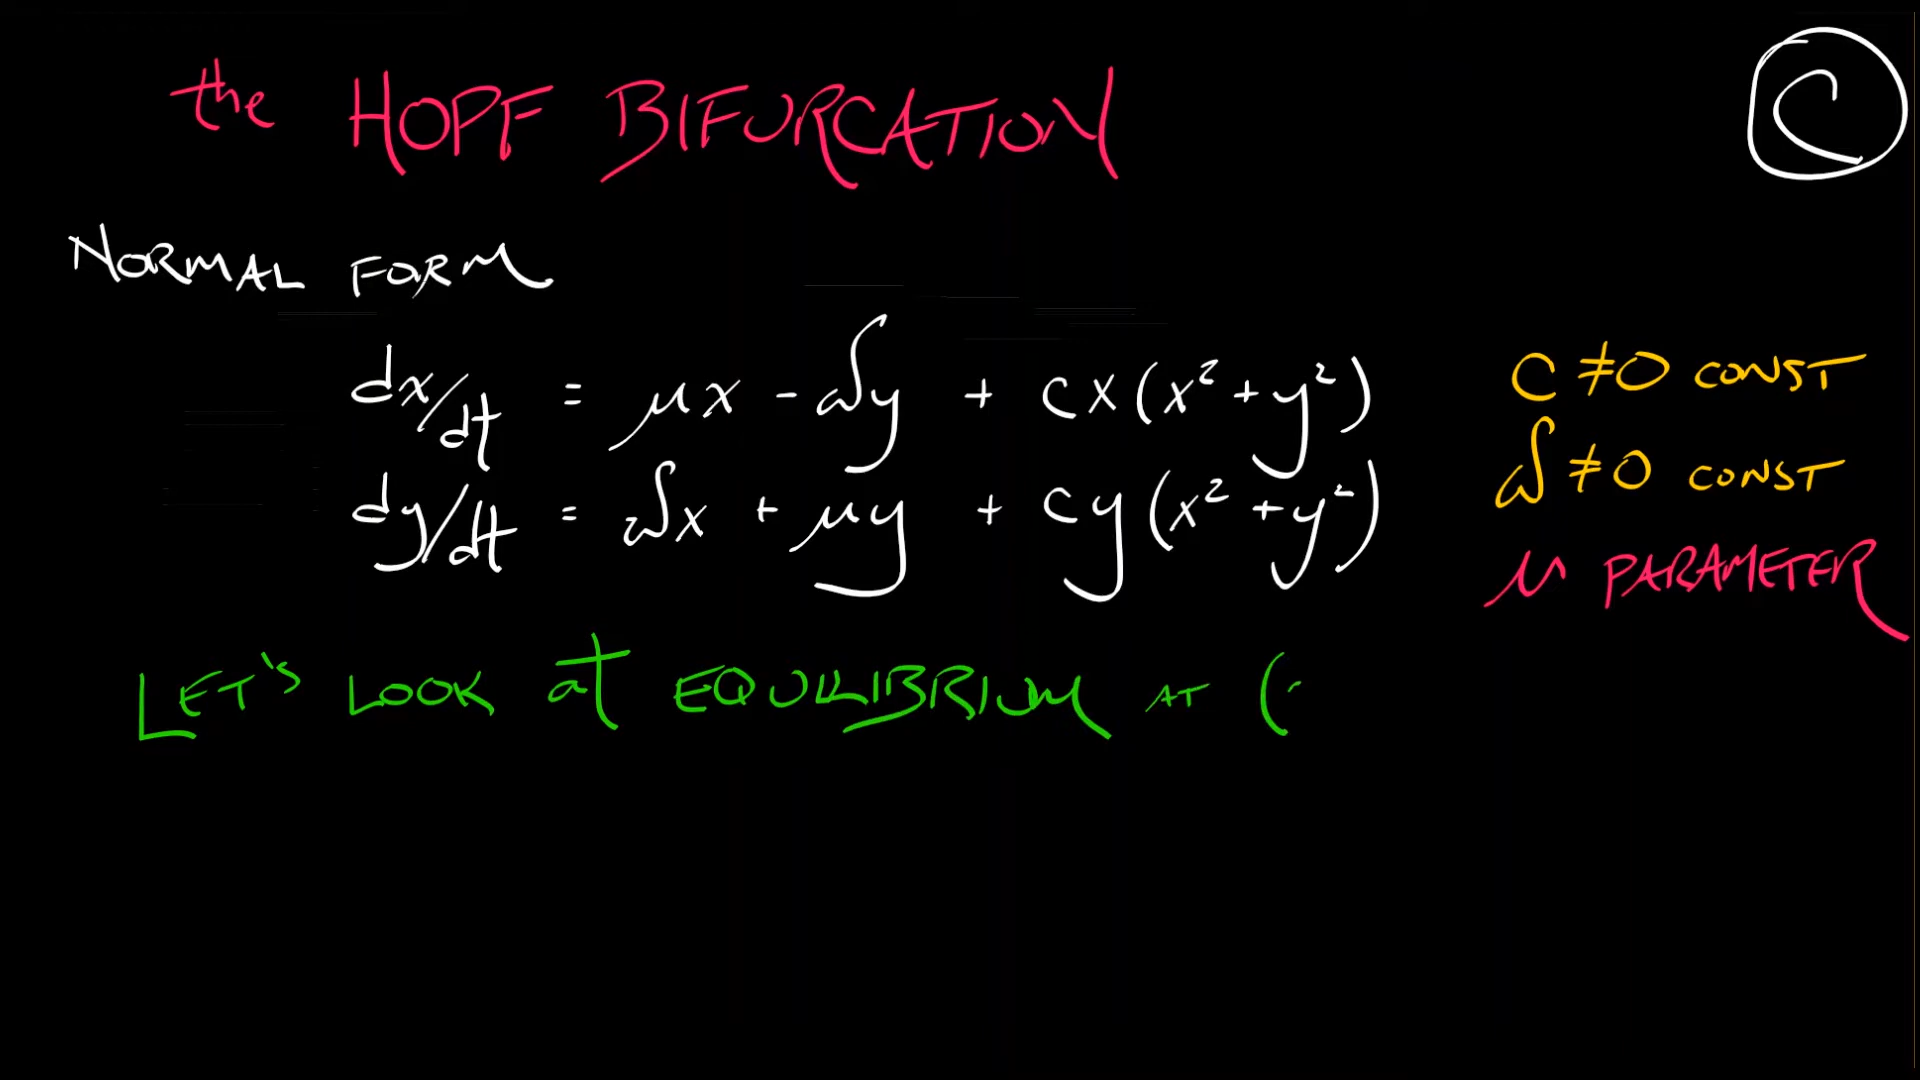 the HOPF BIFURCATION
C
NORMAL FORM
dx/dt = μx - ωy + cx(x²+y²)
dy/dt = ωx + μy + cy(x²+y²)
C ≠ 0 CONST
ω ≠ 0 CONST
μ PARAMETER
LET'S LOOK at EQUILIBRIUM AT (